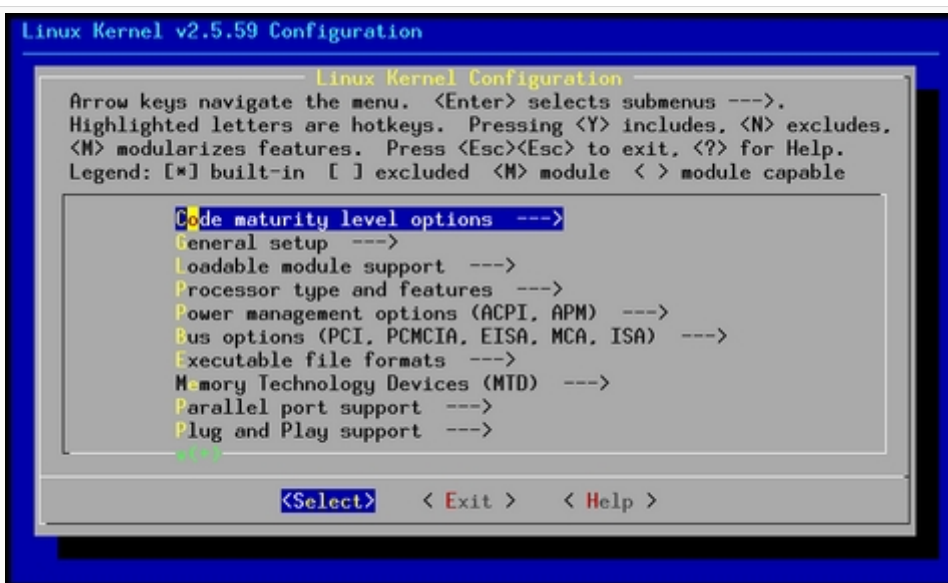 Linux Kernel v2.5.59 Configuration
Linux Kernel Configuration
Arrow keys navigate the menu.  <Enter> selects submenus --->.
Highlighted letters are hotkeys.  Pressing <Y> includes, <N> excludes,
<M> modularizes features.  Press <Esc><Esc> to exit, <?> for Help.
Legend: [*] built-in  [ ] excluded  <M> module  < > module capable
Code maturity level options  --->
General setup  --->
Loadable module support  --->
Processor type and features  --->
Power management options (ACPI, APM)  --->
Bus options (PCI, PCMCIA, EISA, MCA, ISA)  --->
Executable file formats  --->
Memory Technology Devices (MTD)  --->
Parallel port support  --->
Plug and Play support  --->
v(+)
<Select>    < Exit >    < Help >